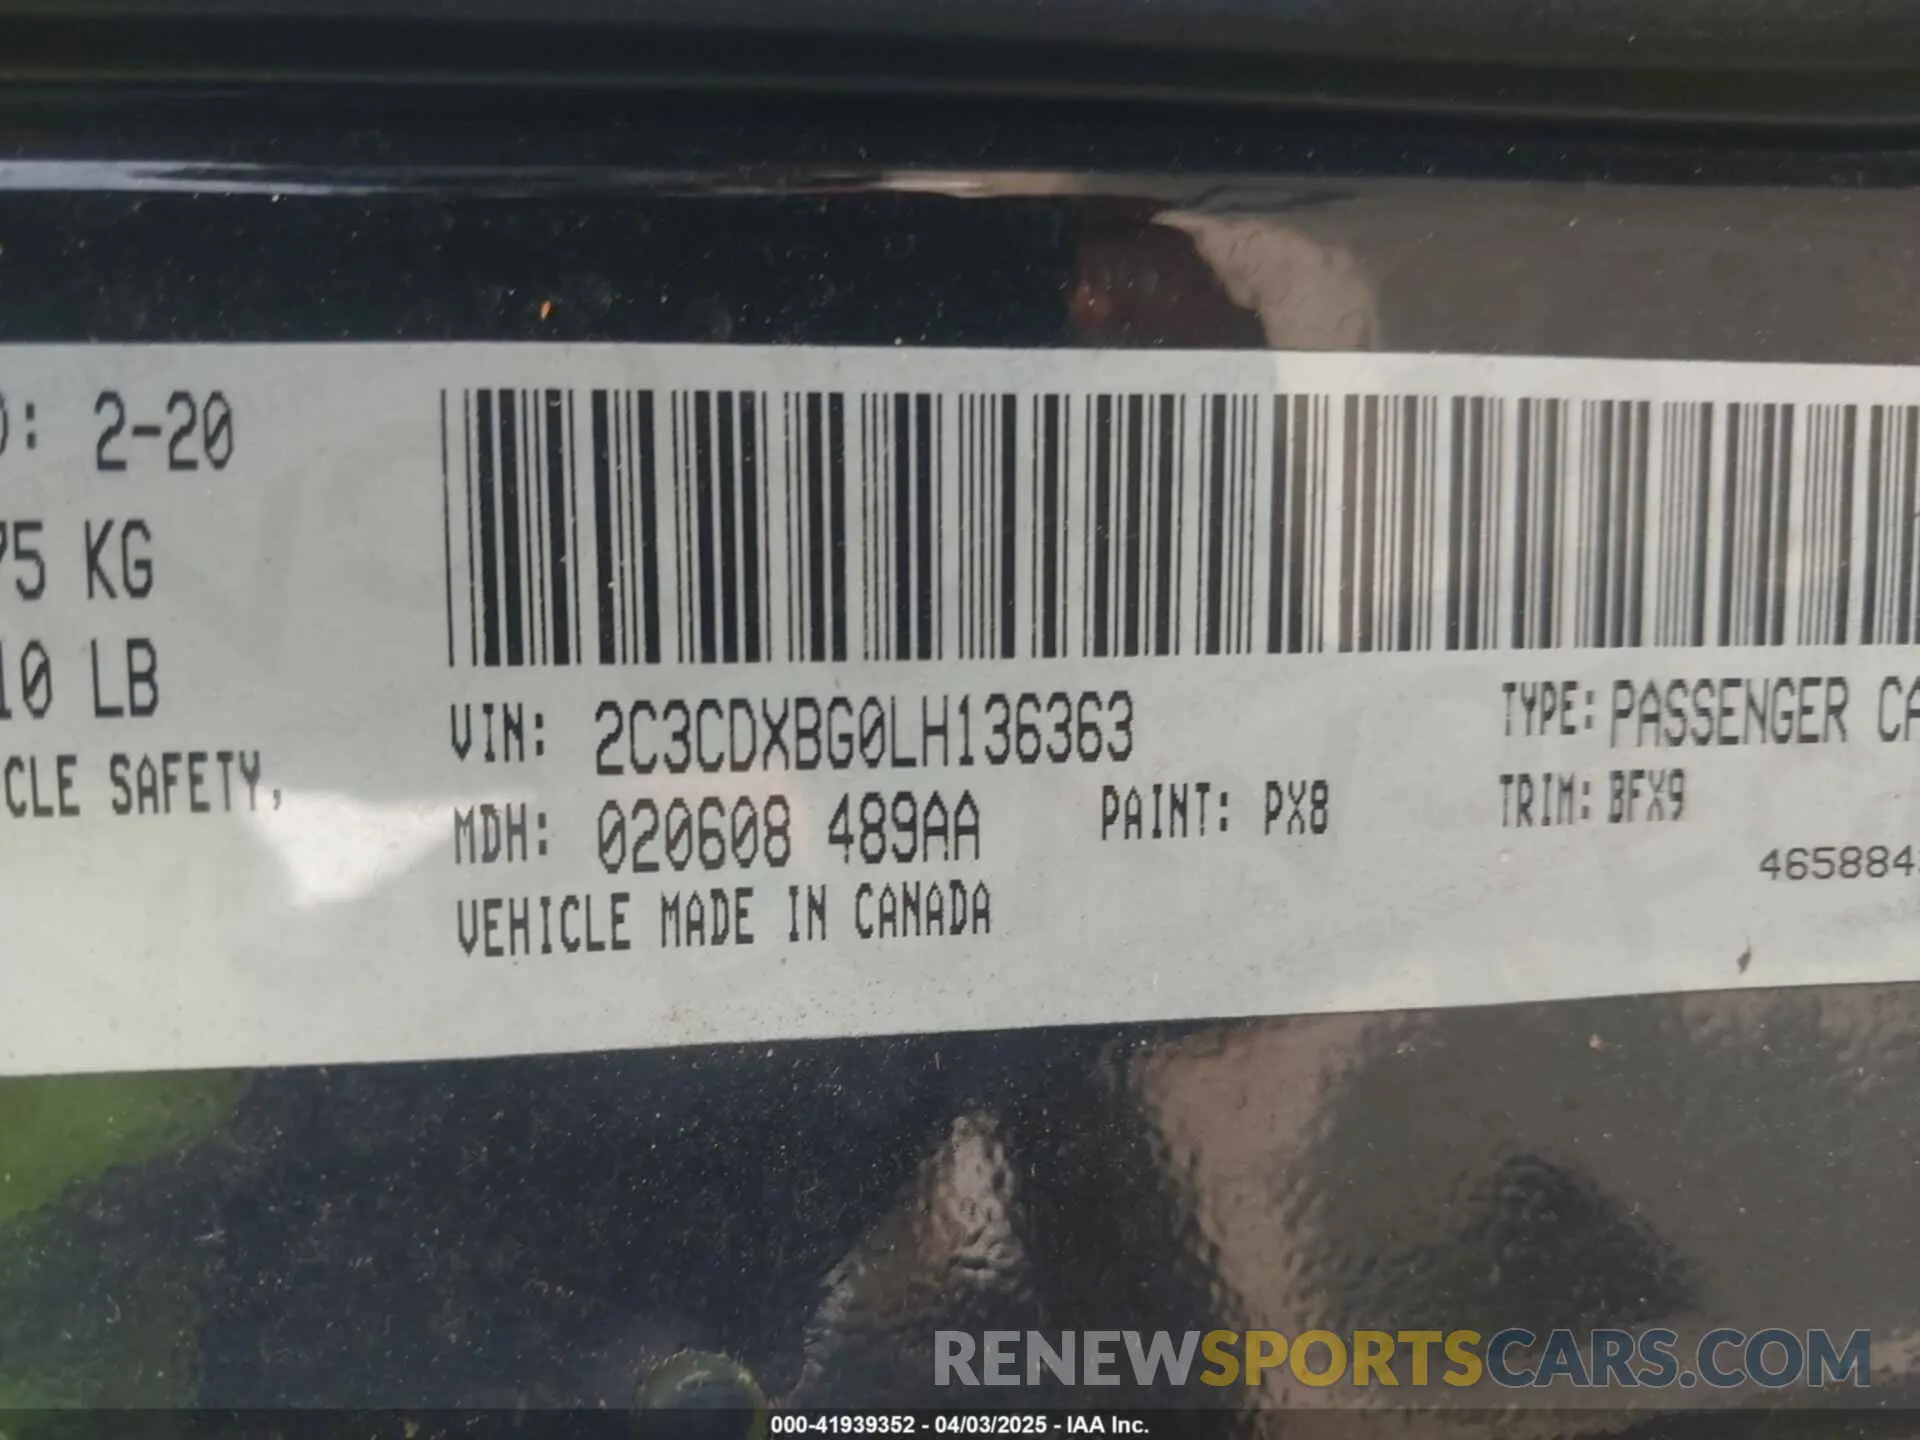 : 2-20
75 KG
10 LB
CLE SAFETY,
VIN: 2C3CDXBG0LH136363
TYPE: PASSENGER CA
MDH: 020608 489AA
PAINT: PX8
TRIM: BFX9
VEHICLE MADE IN CANADA
465884
RENEWSPORTSCARS.COM
000-41939352 - 04/03/2025 - IAA Inc.